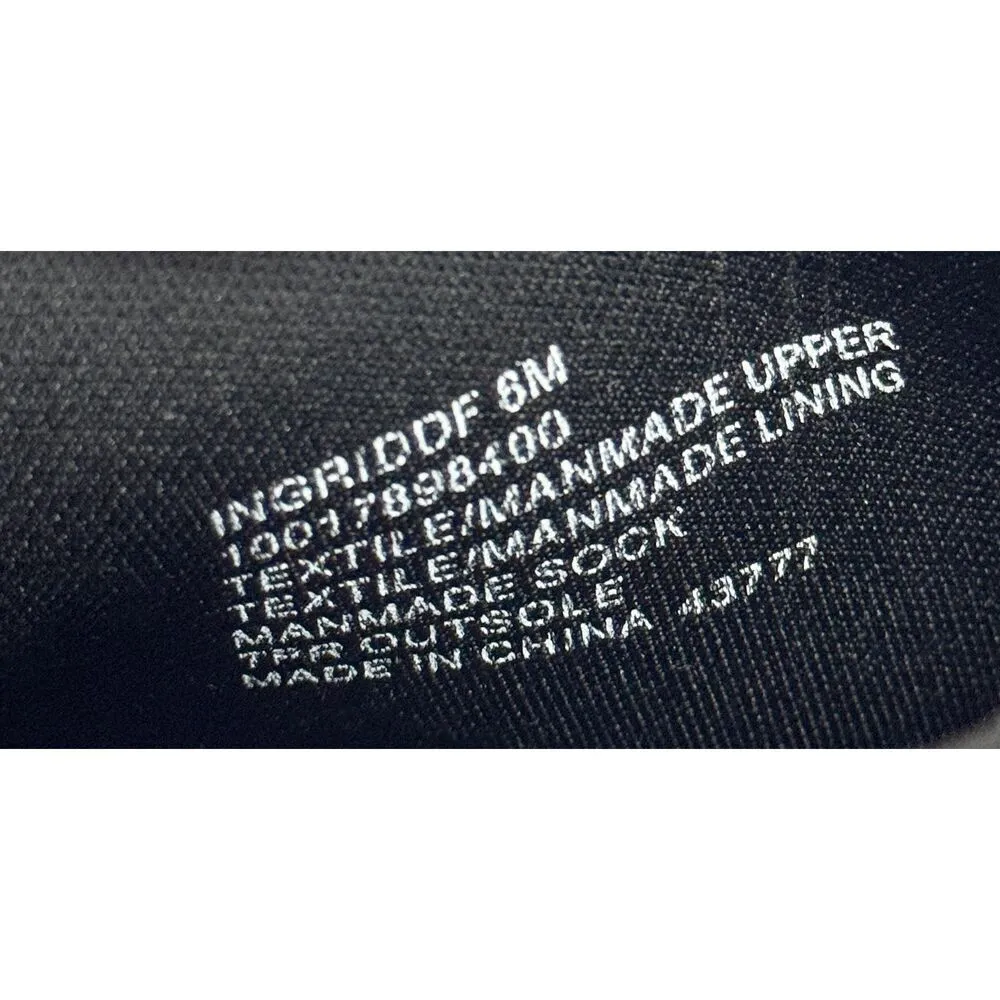 INGRIDDF 6M
10017898400
TEXTILE/MANMADE UPPER
TEXTILE/MANMADE LINING
MANMADE SOCK
TPR OUTSOLE
MADE IN CHINA 43777